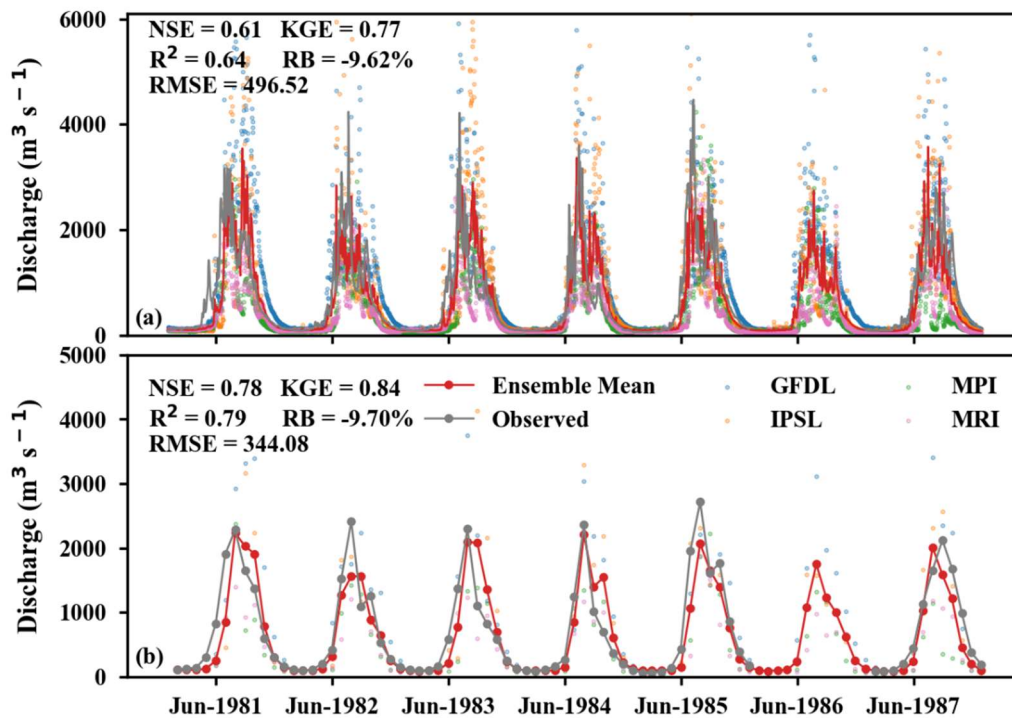 6000
4000
2000
0
Discharge (m³ s⁻¹)
NSE = 0.61 KGE = 0.77
R² = 0.64 RB = -9.62%
RMSE = 496.52
(a)
5000
4000
3000
2000
1000
0
Discharge (m³ s⁻¹)
NSE = 0.78 KGE = 0.84
R² = 0.79 RB = -9.70%
RMSE = 344.08
Ensemble Mean GFDL MPI
Observed IPSL MRI
(b)
Jun-1981 Jun-1982 Jun-1983 Jun-1984 Jun-1985 Jun-1986 Jun-1987